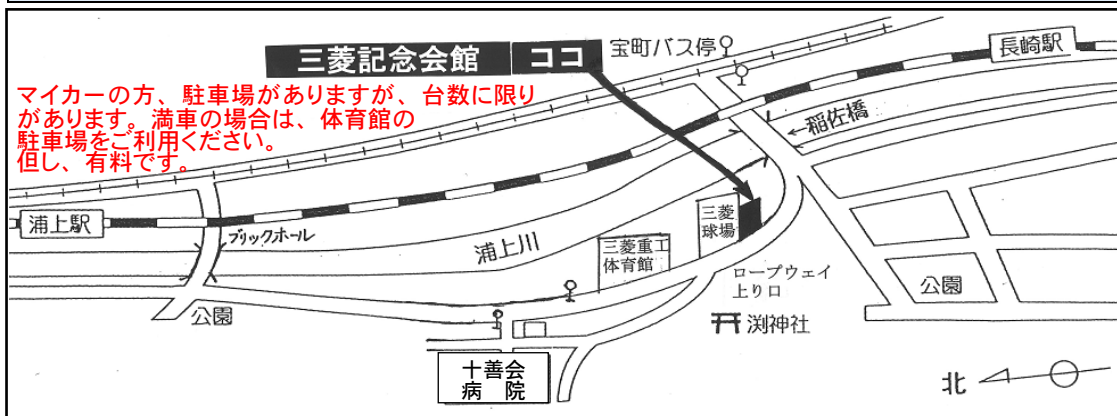 三菱記念会館 ココ
宝町バス停
長崎駅
マイカーの方、駐車場がありますが、台数に限り
があります。満車の場合は、体育館の
駐車場をご利用ください。
但し、有料です。
稲佐橋
浦上駅
ブリックホール
浦上川
三菱
球場
三菱重工
体育館
ロープウェイ
上り口
公園
公園
渕神社
十善会
病院
北